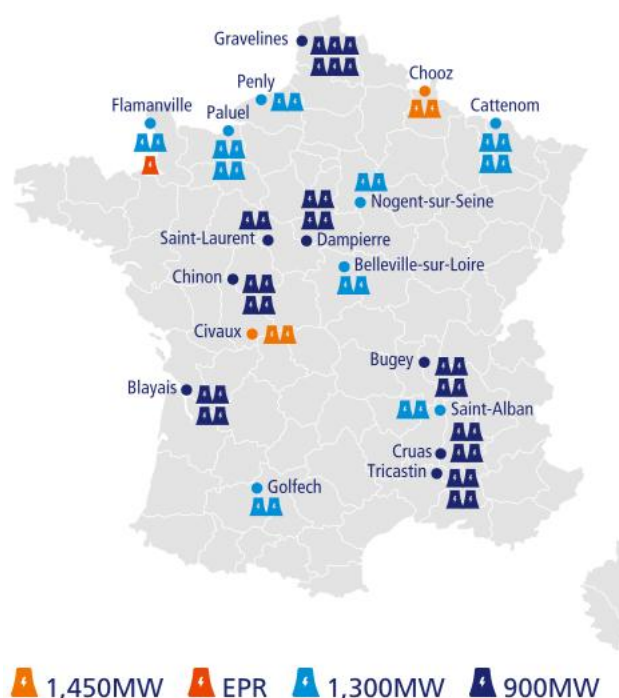 Gravelines
Chooz
Penly
Flamanville
Paluel
Cattenom
Nogent-sur-Seine
Saint-Laurent
Dampierre
Belleville-sur-Loire
Chinon
Civaux
Bugey
Blayais
Saint-Alban
Cruas
Tricastin
Golfech
1,450MW EPR 1,300MW 900MW